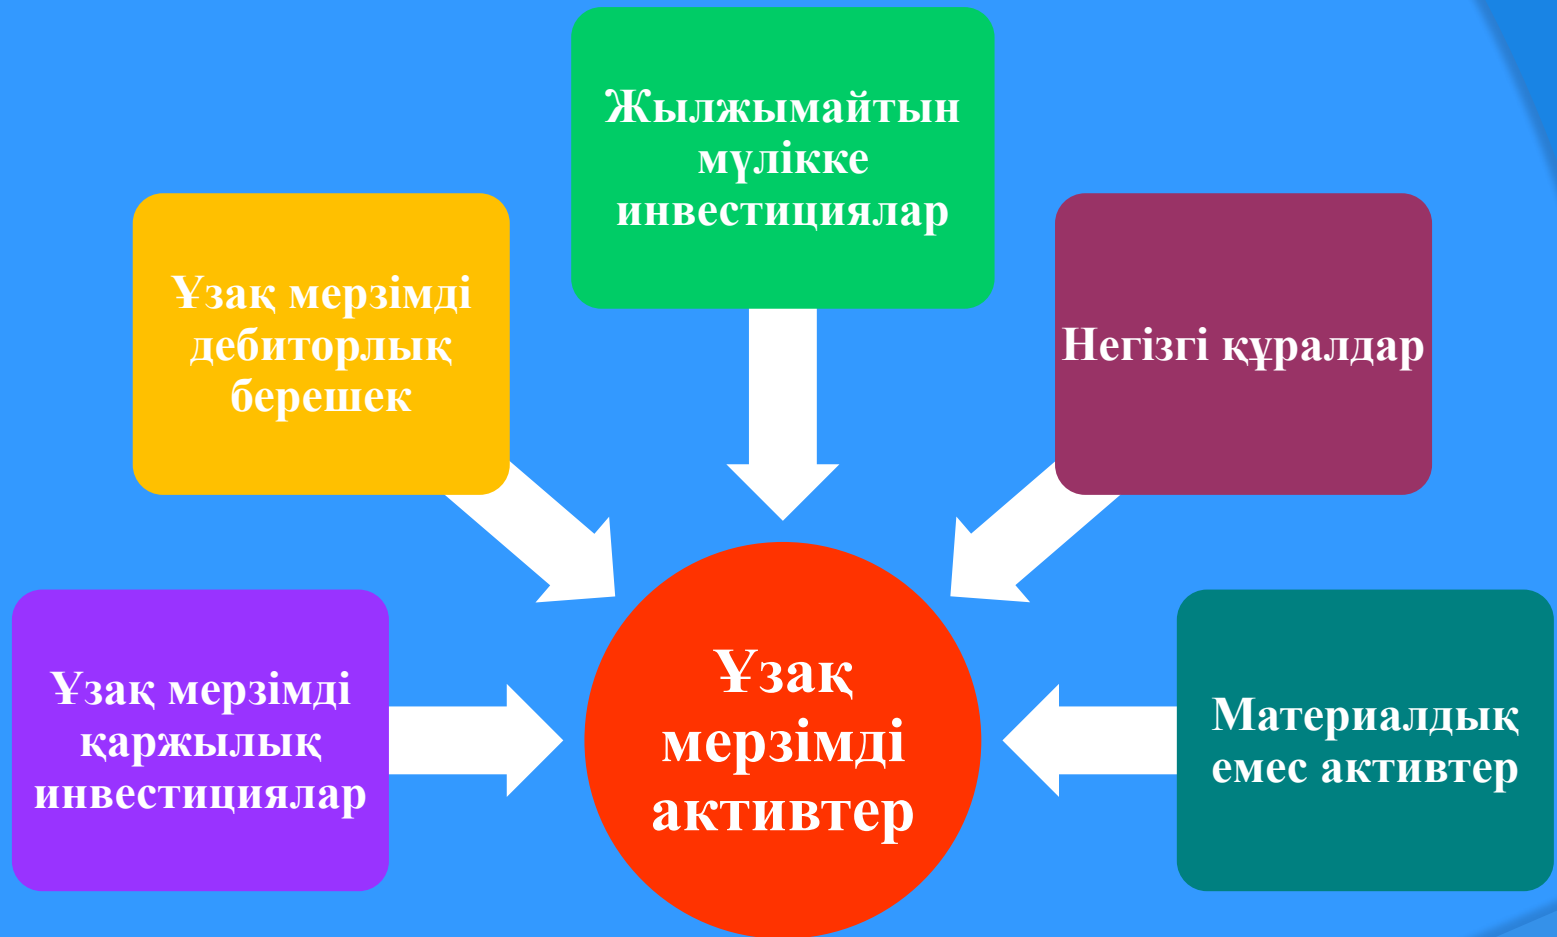 Жылжымайтын
мүлікке
инвестициялар
Ұзақ мерзімді
дебиторлық
берешек
Негізгі құралдар
Ұзақ мерзімді
қаржылық
инвестициялар
Ұзақ
мерзімді
активтер
Материалдық
емес активтер